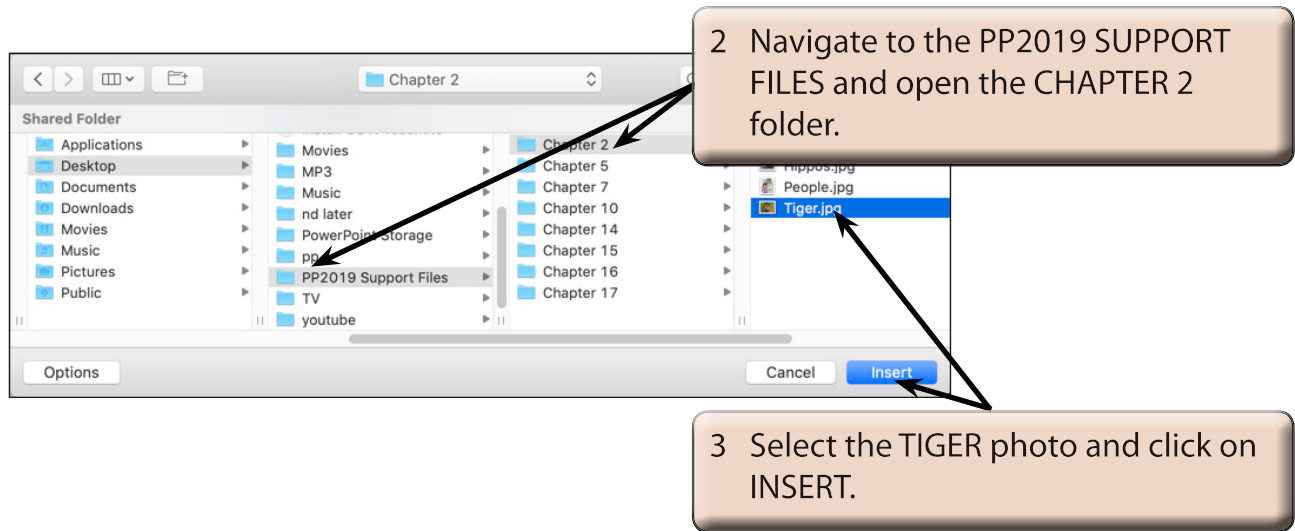 2 Navigate to the PP2019 SUPPORT
FILES and open the CHAPTER 2
folder.
Chapter 2
Shared Folder
Applications
Desktop
Documents
Downloads
Movies
Music
Pictures
Public
Movies
MP3
Music
nd later
PowerPoint Storage
pp
PP2019 Support Files
TV
youtube
Chapter 2
Chapter 5
Chapter 7
Chapter 10
Chapter 14
Chapter 15
Chapter 16
Chapter 17
Hippos.jpg
People.jpg
Tiger.jpg
Options
Cancel
Insert
3 Select the TIGER photo and click on
INSERT.